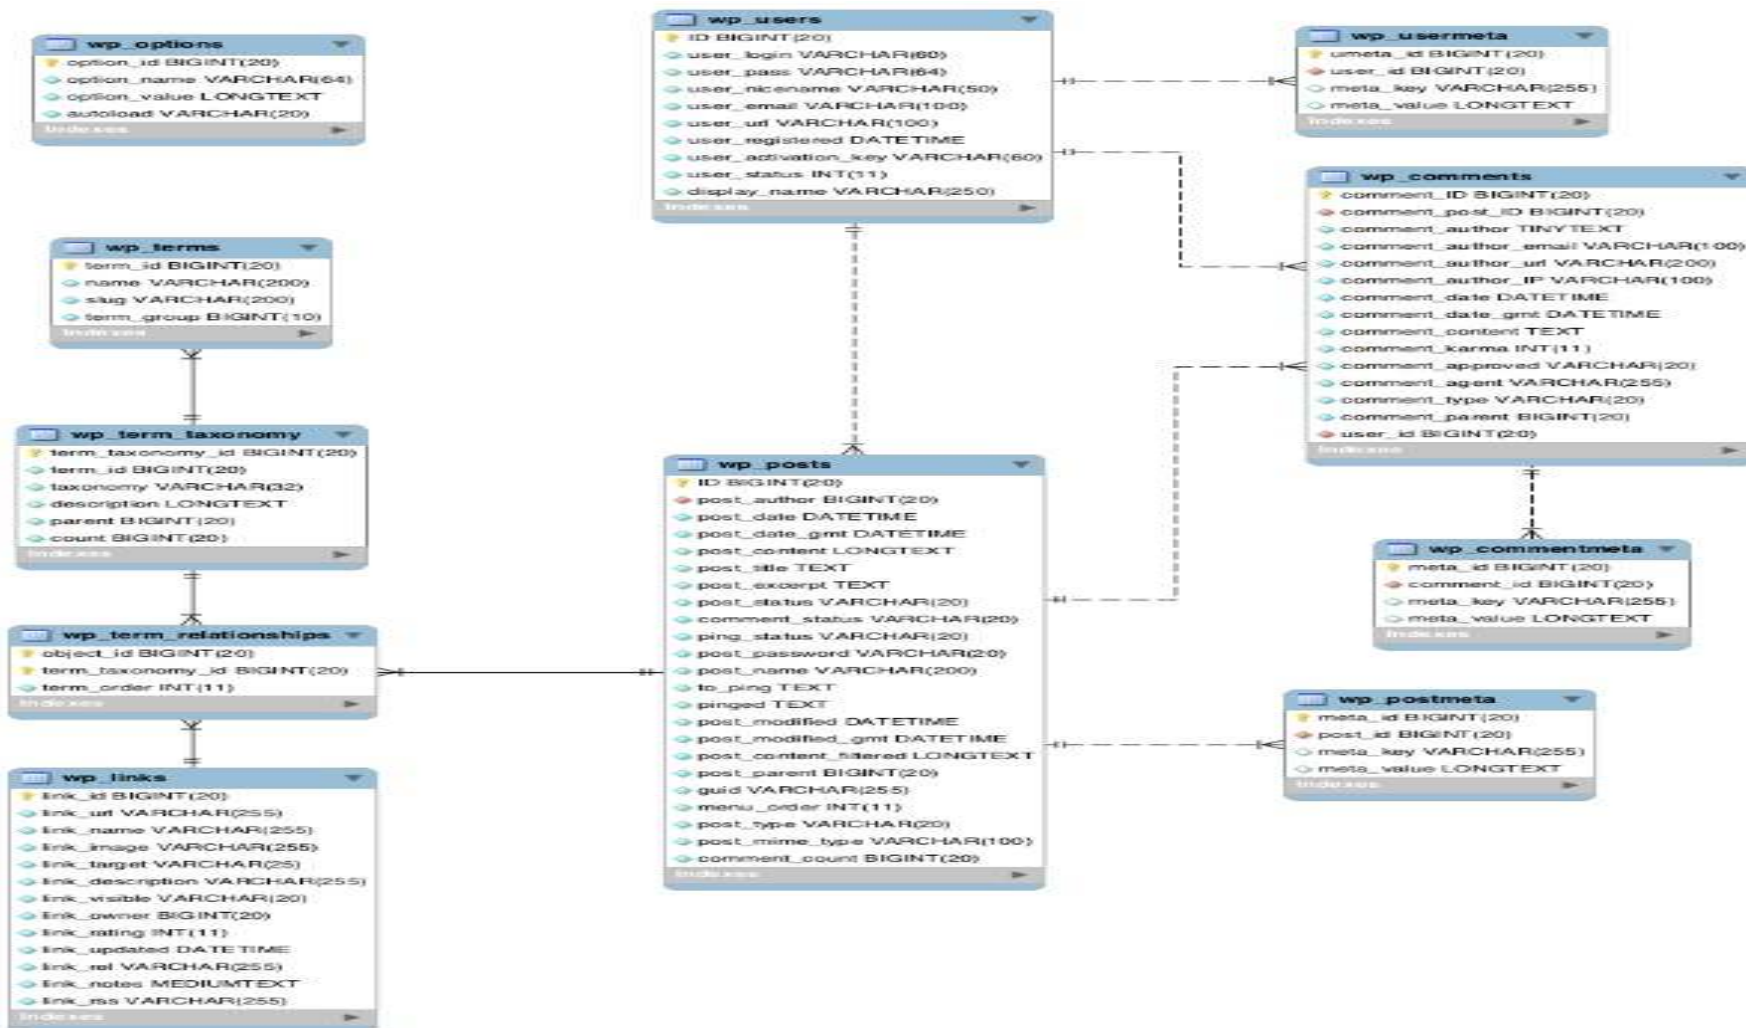 wp_options
option_id BIGINT(20)
option_name VARCHAR(64)
option_value LONGTEXT
autoload VARCHAR(20)
Indexes
wp_terms
term_id BIGINT(20)
name VARCHAR(200)
slug VARCHAR(200)
term_group BIGINT(10)
Indexes
wp_term_taxonomy
term_taxonomy_id BIGINT(20)
term_id BIGINT(20)
taxonomy VARCHAR(32)
description LONGTEXT
parent BIGINT(20)
count BIGINT(20)
Indexes
wp_term_relationships
object_id BIGINT(20)
term_taxonomy_id BIGINT(20)
term_order INT(11)
Indexes
wp_links
link_id BIGINT(20)
link_url VARCHAR(255)
link_name VARCHAR(255)
link_image VARCHAR(255)
link_target VARCHAR(25)
link_description VARCHAR(255)
link_visible VARCHAR(20)
link_owner BIGINT(20)
link_rating INT(11)
link_updated DATETIME
link_rel VARCHAR(255)
link_notes MEDIUMTEXT
link_rss VARCHAR(255)
Indexes
wp_users
ID BIGINT(20)
user_login VARCHAR(60)
user_pass VARCHAR(64)
user_nicename VARCHAR(50)
user_email VARCHAR(100)
user_url VARCHAR(100)
user_registered DATETIME
user_activation_key VARCHAR(60)
user_status INT(11)
display_name VARCHAR(250)
Indexes
wp_posts
ID BIGINT(20)
post_author BIGINT(20)
post_date DATETIME
post_date_gmt DATETIME
post_content LONGTEXT
post_title TEXT
post_excerpt TEXT
post_status VARCHAR(20)
comment_status VARCHAR(20)
ping_status VARCHAR(20)
post_password VARCHAR(20)
post_name VARCHAR(200)
to_ping TEXT
pinged TEXT
post_modified DATETIME
post_modified_gmt DATETIME
post_content_filtered LONGTEXT
post_parent BIGINT(20)
guid VARCHAR(255)
menu_order INT(11)
post_type VARCHAR(20)
post_mime_type VARCHAR(100)
comment_count BIGINT(20)
Indexes
wp_usermeta
umeta_id BIGINT(20)
user_id BIGINT(20)
meta_key VARCHAR(255)
meta_value LONGTEXT
Indexes
wp_comments
comment_ID BIGINT(20)
comment_post_ID BIGINT(20)
comment_author TINYTEXT
comment_author_email VARCHAR(100)
comment_author_url VARCHAR(200)
comment_author_IP VARCHAR(100)
comment_date DATETIME
comment_date_gmt DATETIME
comment_content TEXT
comment_karma INT(11)
comment_approved VARCHAR(20)
comment_agent VARCHAR(255)
comment_type VARCHAR(20)
comment_parent BIGINT(20)
user_id BIGINT(20)
Indexes
wp_commentmeta
meta_id BIGINT(20)
comment_id BIGINT(20)
meta_key VARCHAR(255)
meta_value LONGTEXT
Indexes
wp_postmeta
meta_id BIGINT(20)
post_id BIGINT(20)
meta_key VARCHAR(255)
meta_value LONGTEXT
Indexes